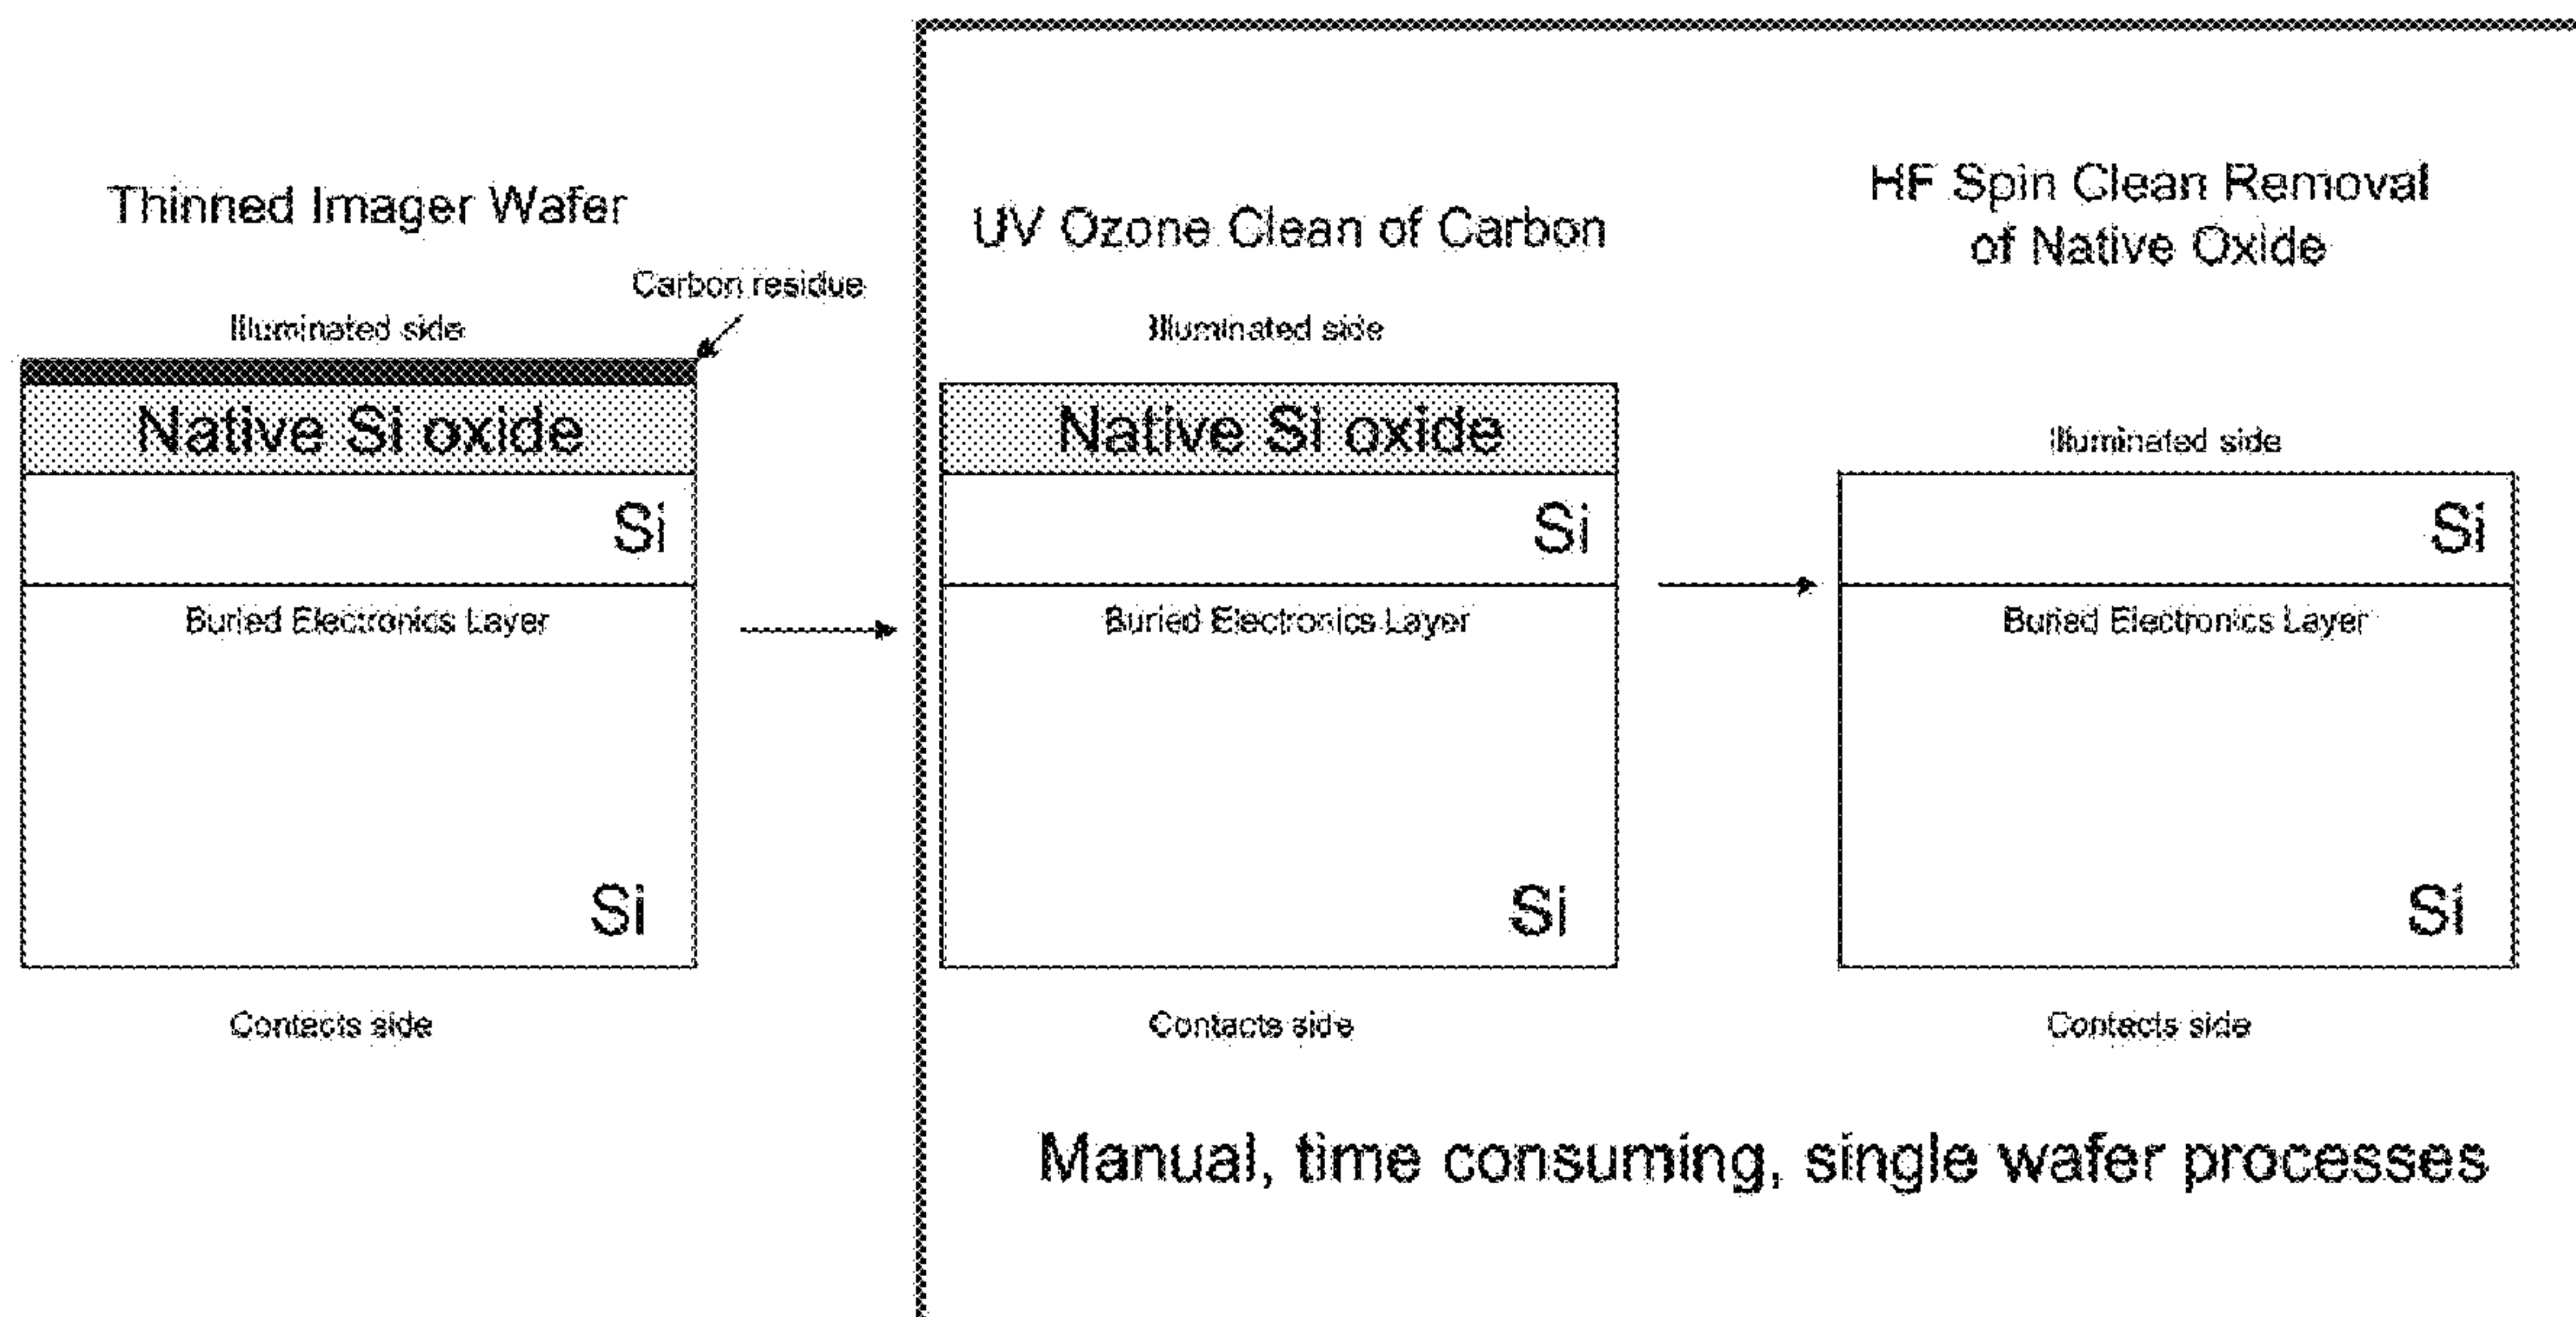 Thinned Imager Wafer
Carbon residue
Illuminated side
Native Si oxide
Si
Buried Electronics Layer
Si
Contacts side
UV Ozone Clean of Carbon
Illuminated side
Native Si oxide
Si
Buried Electronics Layer
Si
Contacts side
HF Spin Clean Removal
of Native Oxide
Illuminated side
Si
Buried Electronics Layer
Si
Contacts side
Manual, time consuming, single wafer processes